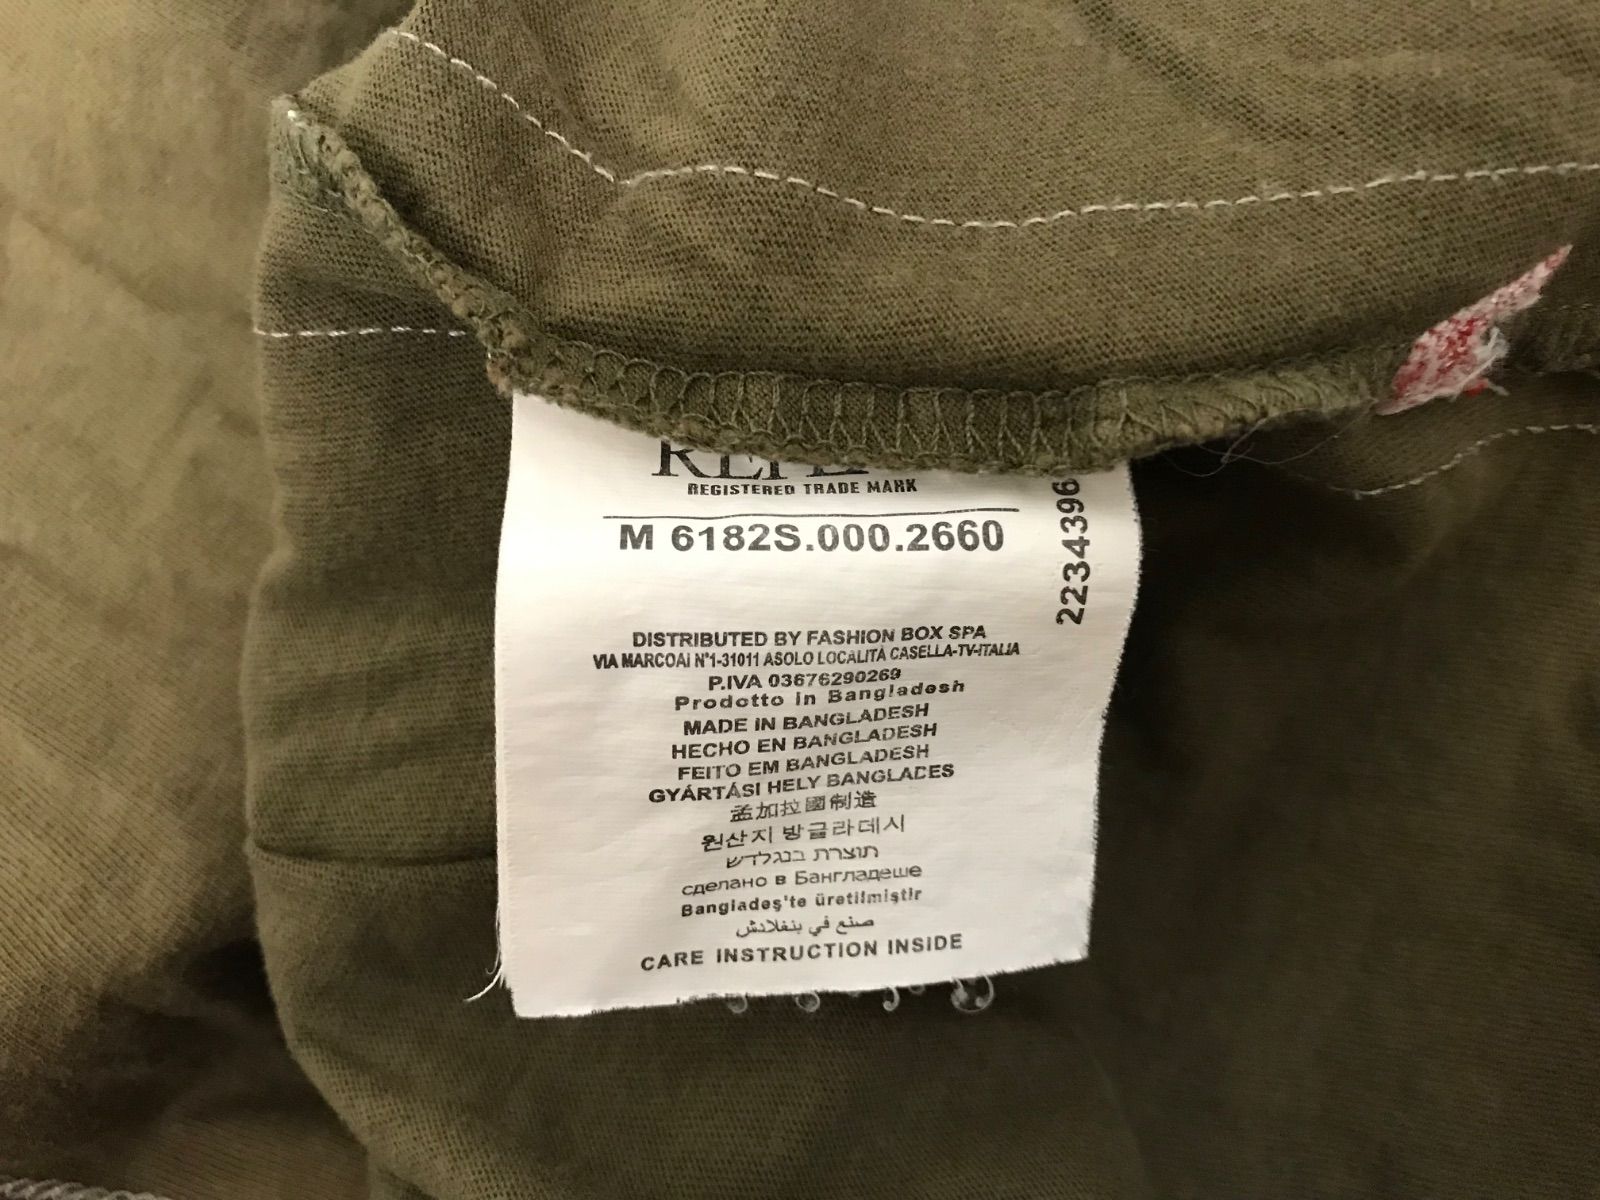 REGISTERED TRADE MARK
M 6182S.000.2660
2234396
DISTRIBUTED BY FASHION BOX SPA
VIA MARCOAI N°1-31011 ASOLO LOCALITÀ CASELLA-TV-ITALIA
P.IVA 03676290269
Prodotto in Bangladesh
MADE IN BANGLADESH
HECHO EN BANGLADESH
FEITO EM BANGLADESH
GYÁRTÁSI HELY BANGLADES
孟加拉國制造
원산지 방글라데시
תוצרת בנגלדש
сделано в Бангладеше
Bangladeş'te üretilmiştir
صنع في بنغلادش
CARE INSTRUCTION INSIDE